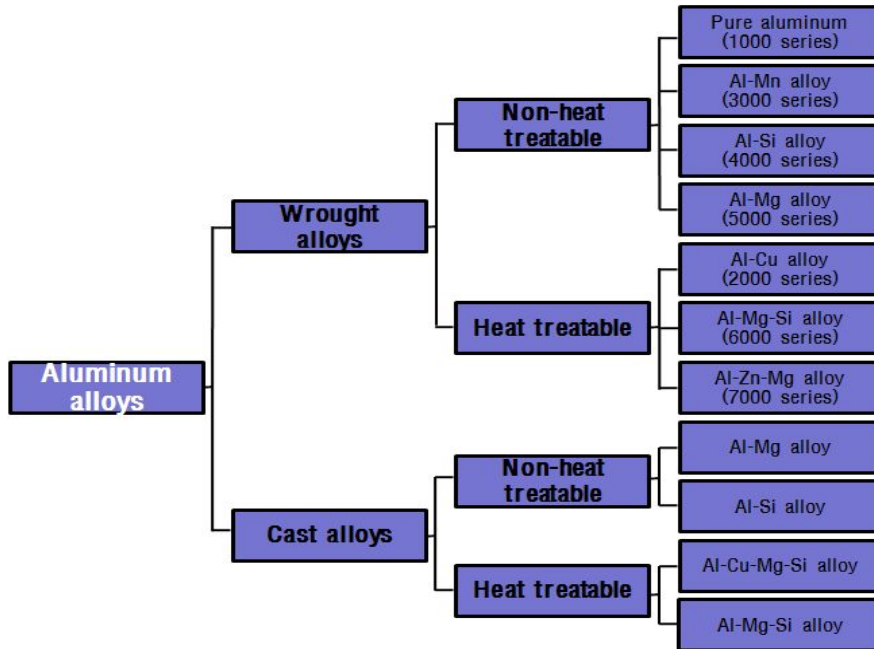 Aluminum
alloys
Wrought
alloys
Non-heat
treatable
Pure aluminum
(1000 series)
Al-Mn alloy
(3000 series)
Al-Si alloy
(4000 series)
Al-Mg alloy
(5000 series)
Heat treatable
Al-Cu alloy
(2000 series)
Al-Mg-Si alloy
(6000 series)
Al-Zn-Mg alloy
(7000 series)
Cast alloys
Non-heat
treatable
Al-Mg alloy
Al-Si alloy
Heat treatable
Al-Cu-Mg-Si alloy
Al-Mg-Si alloy